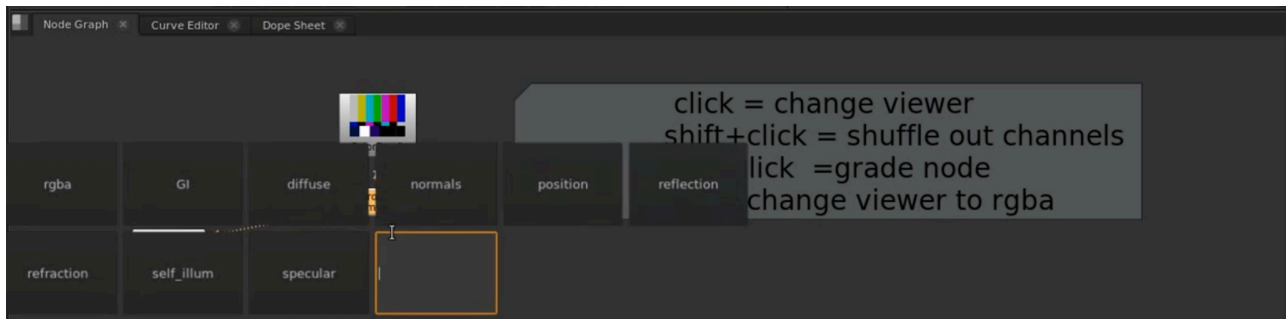 Node Graph
Curve Editor
Dope Sheet
click = change viewer
shift+click = shuffle out channels
lick =grade node
change viewer to rgba
rgba
GI
diffuse
normals
position
reflection
refraction
self_illum
specular